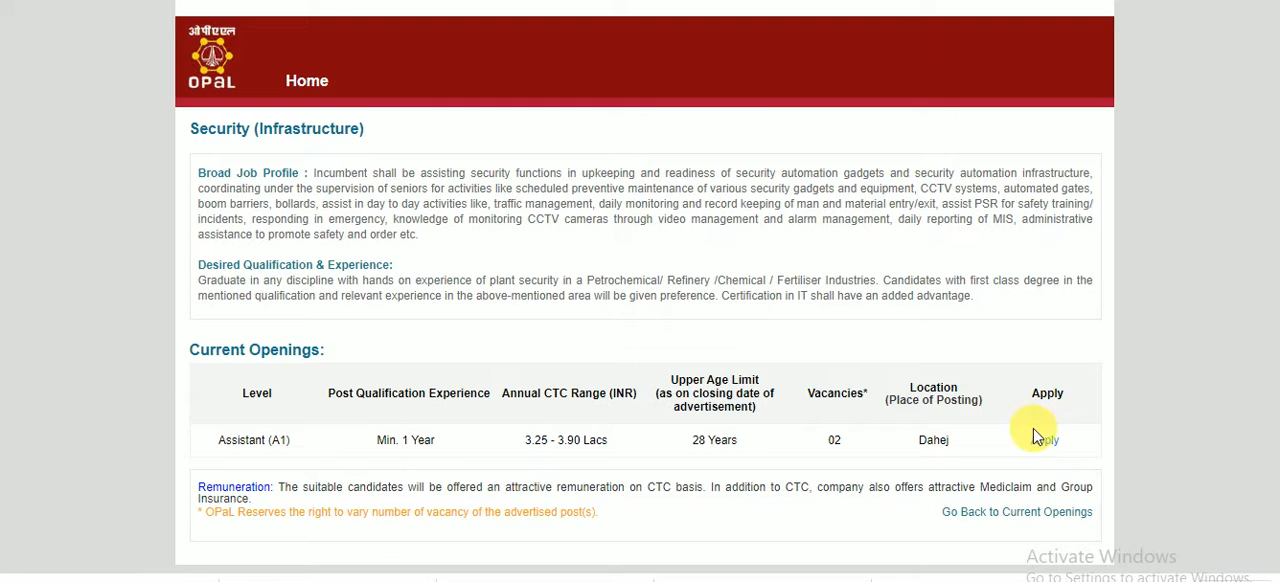 ओपीएएल
OPaL
Home
Security (Infrastructure)
Broad Job Profile : Incumbent shall be assisting security functions in upkeeping and readiness of security automation gadgets and security automation infrastructure,
coordinating under the supervision of seniors for activities like scheduled preventive maintenance of various security gadgets and equipment, CCTV systems, automated gates,
boom barriers, bollards, assist in day to day activities like, traffic management, daily monitoring and record keeping of man and material entry/exit, assist PSR for safety training/
incidents, responding in emergency, knowledge of monitoring CCTV cameras through video management and alarm management, daily reporting of MIS, administrative
assistance to promote safety and order etc.
Desired Qualification & Experience:
Graduate in any discipline with hands on experience of plant security in a Petrochemical/ Refinery /Chemical / Fertiliser Industries. Candidates with first class degree in the
mentioned qualification and relevant experience in the above-mentioned area will be given preference. Certification in IT shall have an added advantage.
Current Openings:
Level Post Qualification Experience Annual CTC Range (INR) Upper Age Limit (as on closing date of advertisement) Vacancies* Location (Place of Posting) Apply
Assistant (A1) Min. 1 Year 3.25 - 3.90 Lacs 28 Years 02 Dahej Apply
Remuneration: The suitable candidates will be offered an attractive remuneration on CTC basis. In addition to CTC, company also offers attractive Mediclaim and Group
Insurance.
* OPaL Reserves the right to vary number of vacancy of the advertised post(s).
Go Back to Current Openings
Activate Windows
Go to Settings to activate Windows.